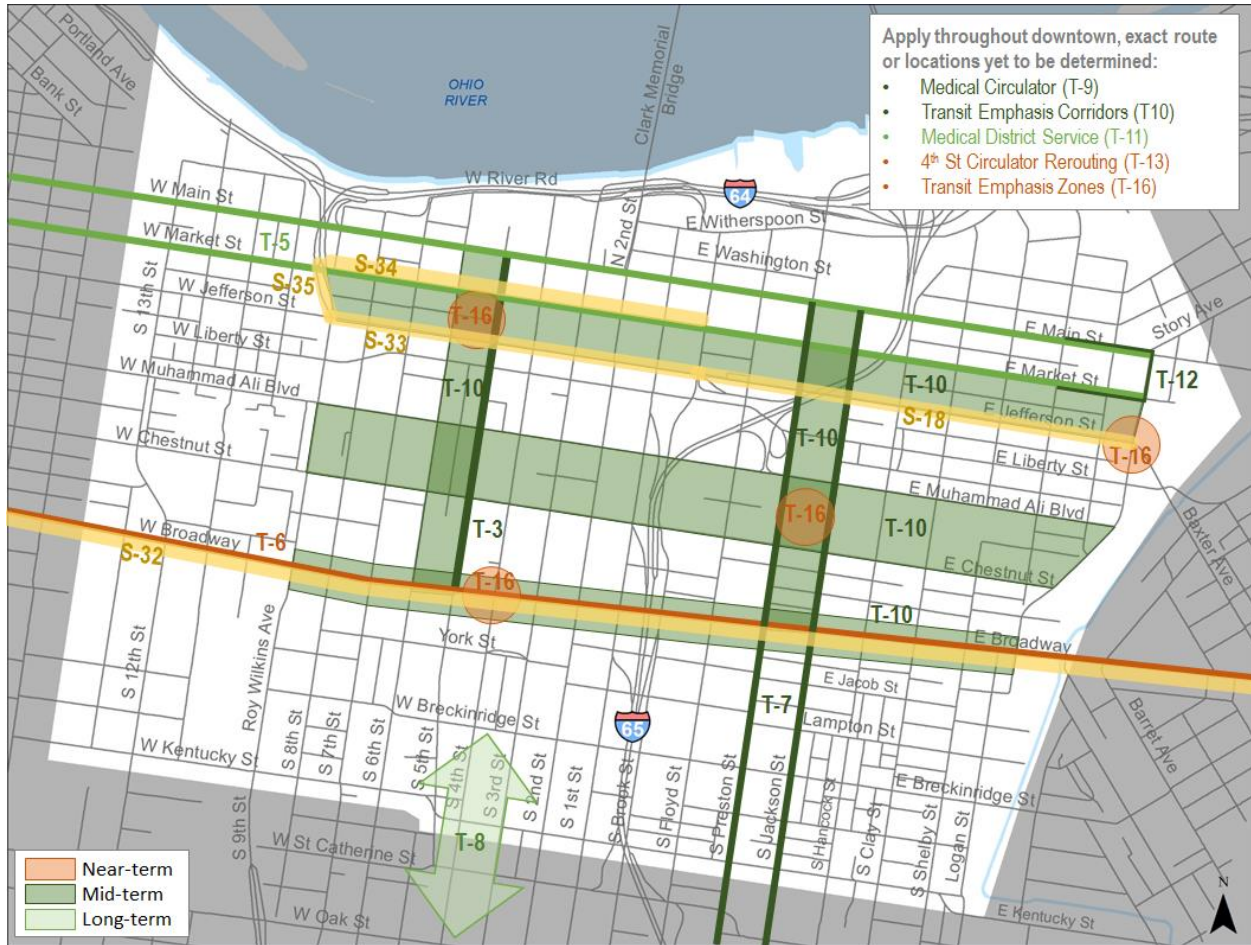 Portland Ave
Bank St
OHIO
RIVER
Clark Memorial
Bridge
Apply throughout downtown, exact route
or locations yet to be determined:
• Medical Circulator (T-9)
• Transit Emphasis Corridors (T10)
• Medical District Service (T-11)
• 4th St Circulator Rerouting (T-13)
• Transit Emphasis Zones (T-16)
W Main St
W River Rd
64
E Witherspoon St
N 2nd St
E Washington St
W Market St
T-5
S-34
S-35
S 13th St
W Jefferson St
T-16
W Liberty St
S-33
E Main St
Story Ave
E Market St
T-12
W Muhammad Ali Blvd
T-10
T-10
E Jefferson St
S-18
T-10
T-16
E Liberty St
W Chestnut St
E Muhammad Ali Blvd
T-16
T-10
Baxter Ave
W Broadway
T-6
S-32
T-3
E Chestnut St
T-16
T-10
E Broadway
York St
S 12th St
Roy Wilkins Ave
E Jacob St
T-7
Lampton St
Barret Ave
W Breckinridge St
65
W Kentucky St
S 8th St
S 7th St
S 6th St
S 5th St
S 4th St
S 3rd St
S 2nd St
S 1st St
S Brook St
S Floyd St
S Preston St
S Jackson St
S Hancock St
S Clay St
S Shelby St
Logan St
E Breckinridge St
S 9th St
W St Catherine St
T-8
W Oak St
E Kentucky St
Near-term
Mid-term
Long-term
N